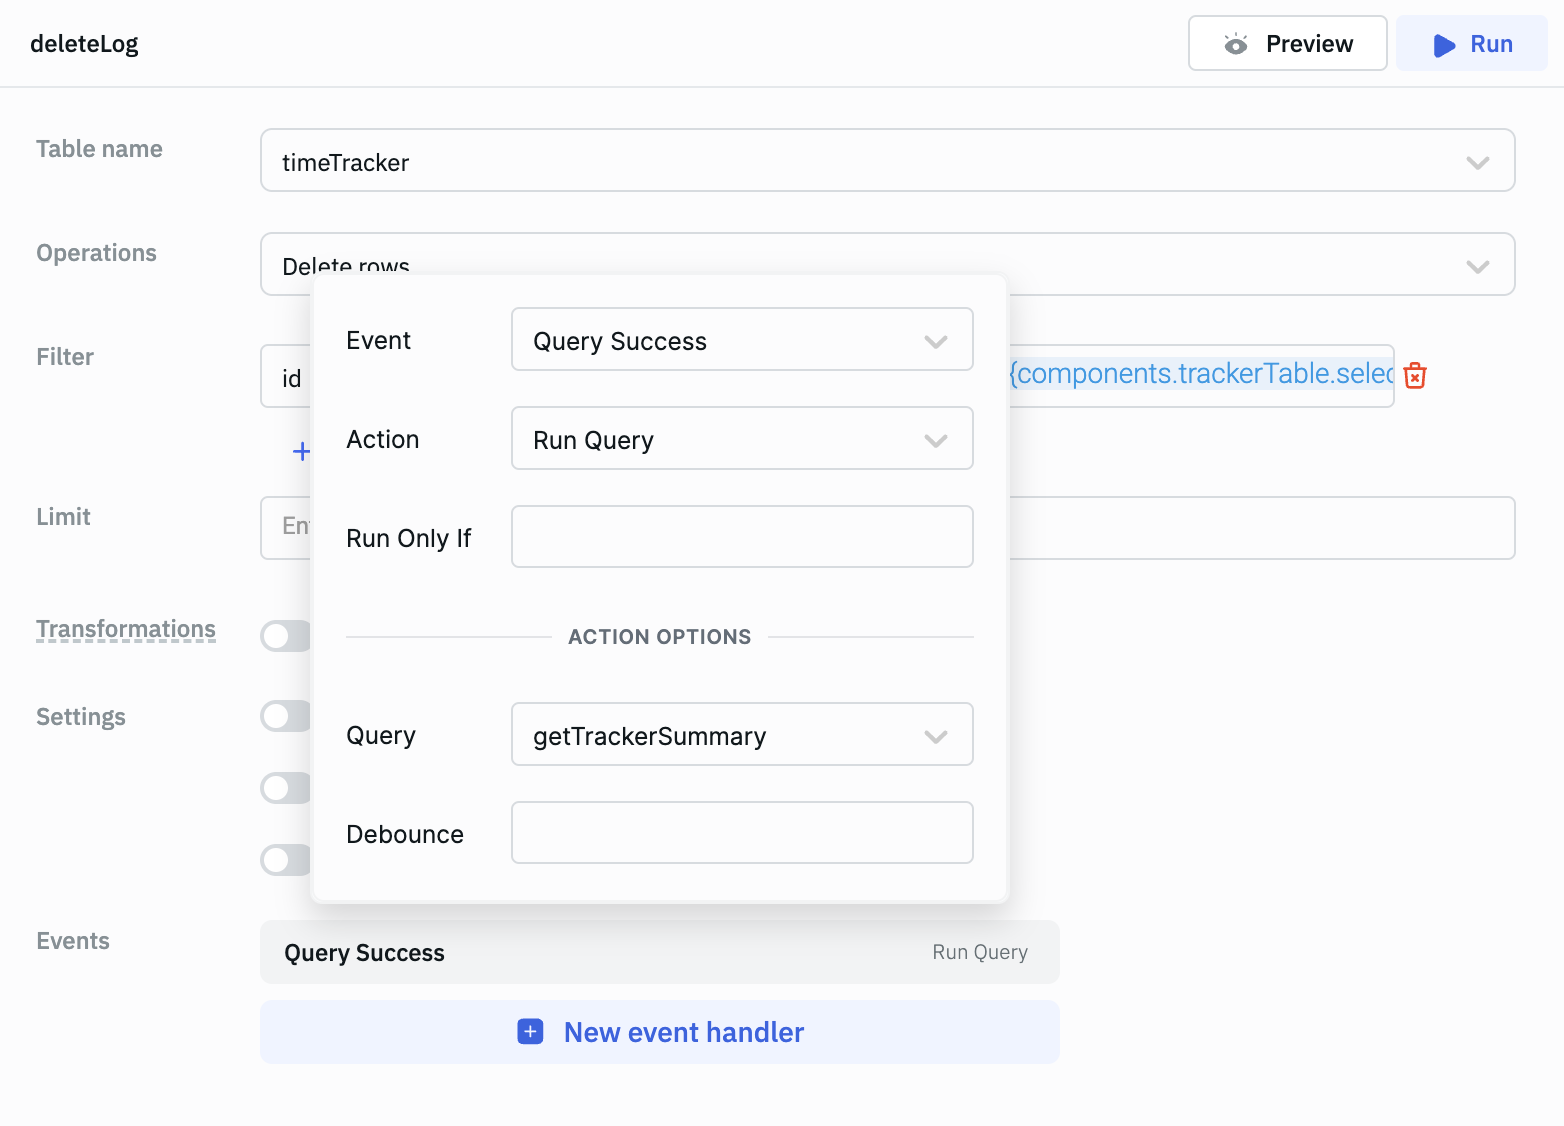 deleteLog
Preview
Run
Table name
timeTracker
Operations
Delete rows
Filter
id
{components.trackerTable.selec
Event
Query Success
Action
Run Query
Run Only If
Limit
ACTION OPTIONS
Transformations
Settings
Query
getTrackerSummary
Debounce
Events
Query Success
Run Query
New event handler